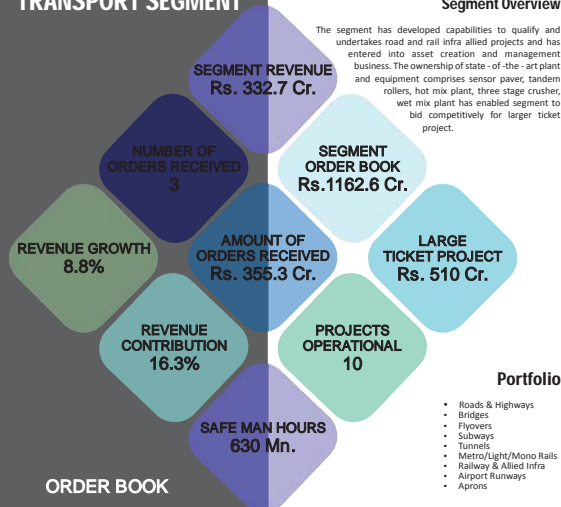 TRANSPORT SEGMENT
Segment Overview
The segment has developed capabilities to qualify and
undertakes road and rail infra allied projects and has
entered into asset creation and management
business. The ownership of state - of -the - art plant
and equipment comprises sensor paver, tandem
rollers, hot mix plant, three stage crusher,
wet mix plant has enabled segment to
bid competitively for larger ticket
project.
SEGMENT REVENUE
Rs. 332.7 Cr.
NUMBER OF
ORDERS RECEIVED
3
SEGMENT
ORDER BOOK
Rs.1162.6 Cr.
REVENUE GROWTH
8.8%
AMOUNT OF
ORDERS RECEIVED
Rs. 355.3 Cr.
LARGE
TICKET PROJECT
Rs. 510 Cr.
REVENUE
CONTRIBUTION
16.3%
PROJECTS
OPERATIONAL
10
SAFE MAN HOURS
630 Mn.
Portfolio
• Roads & Highways
• Bridges
• Flyovers
• Subways
• Tunnels
• Metro/Light/Mono Rails
• Railway & Allied Infra
• Airport Runways
• Aprons
ORDER BOOK